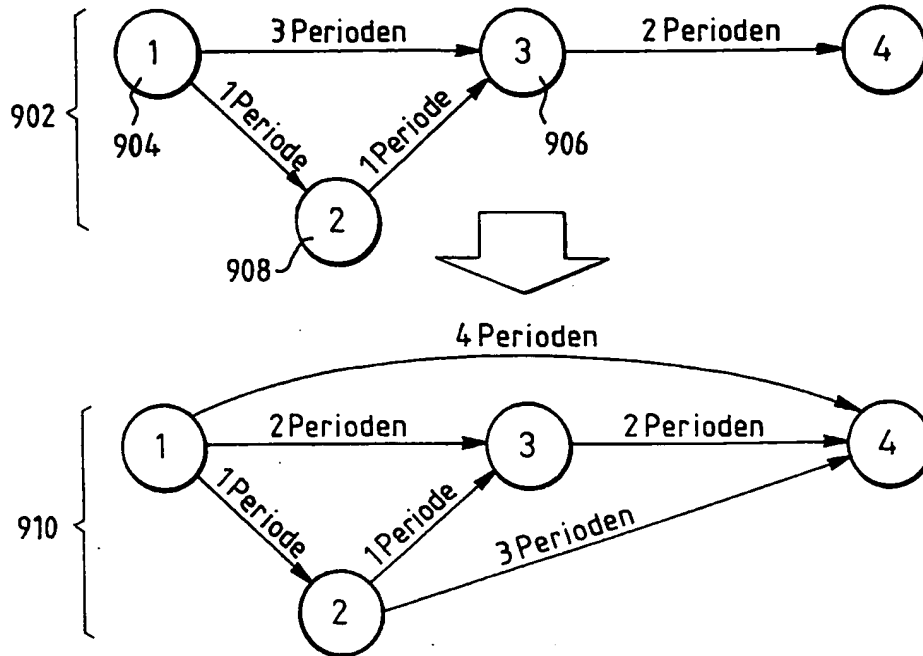 3 Perioden
2 Perioden
1
3
4
902
904
1 Periode
1 Periode
906
2
908
4 Perioden
1
2 Perioden
3
2 Perioden
4
910
1 Periode
1 Periode
3 Perioden
2